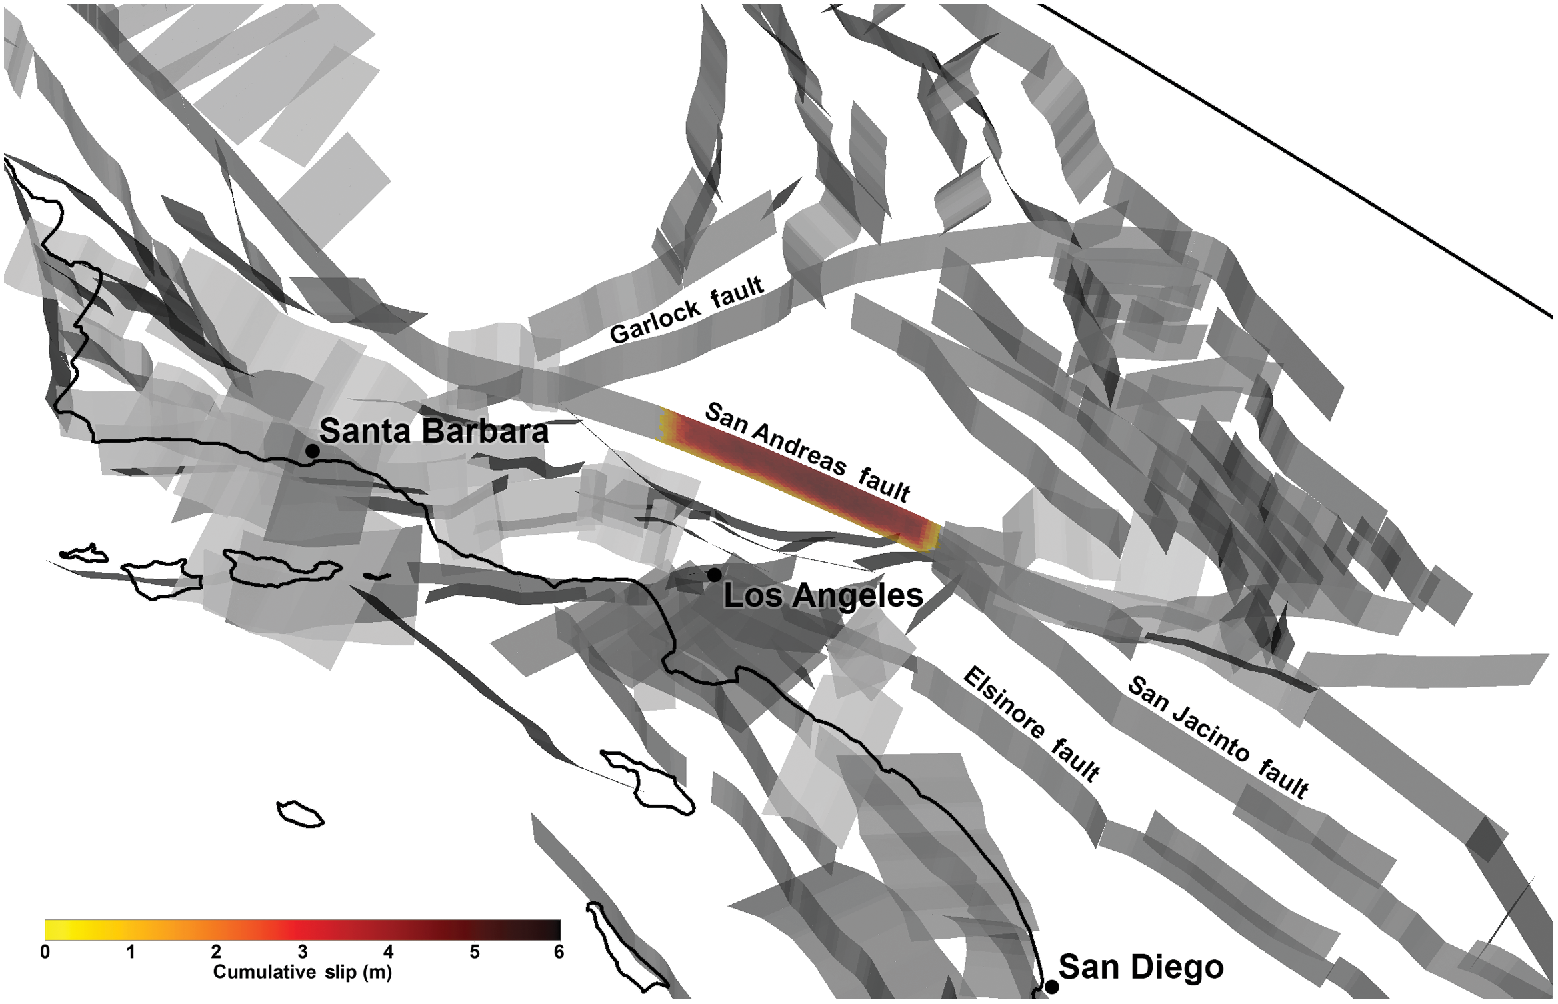 Garlock fault
San Andreas fault
Santa Barbara
Los Angeles
Elsinore fault
San Jacinto fault
0 1 2 3 4 5 6
Cumulative slip (m)
San Diego